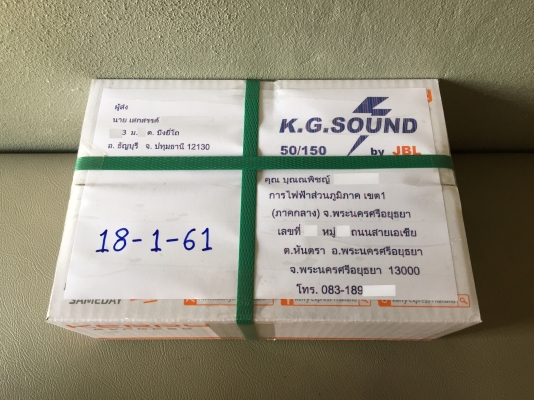 ผู้ส่ง
นาย เสกสรรค์
3 ม. ต. บึงยี่โถ
อ. ธัญบุรี จ. ปทุมธานี 12130
K.G.SOUND
50/150 by JBL
คุณ บุณณพิชญ์
การไฟฟ้าส่วนภูมิภาค เขต1
(ภาคกลาง) จ.พระนครศรีอยุธยา
เลขที่ หมู่ ถนนสายเอเชีย
ต.หันตรา อ.พระนครศรีอยุธยา
จ.พระนครศรีอยุธยา 13000
โทร. 083-189
18-1-61
SAMEDAY